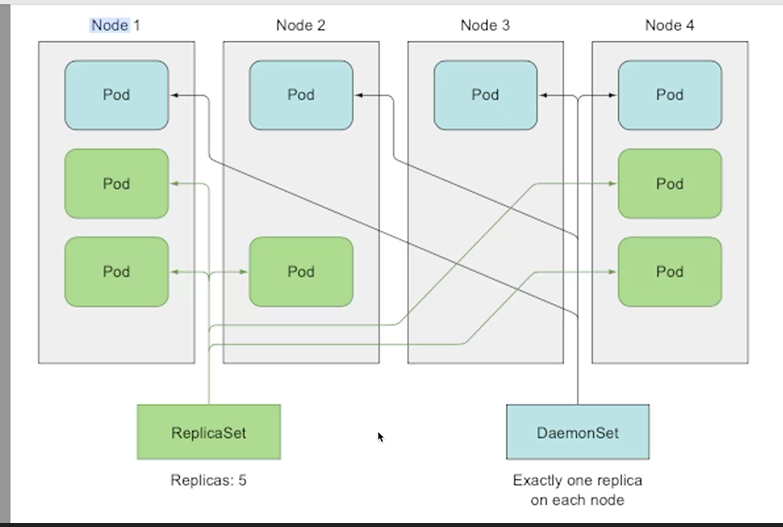 Node 1
Node 2
Node 3
Node 4
Pod
Pod
Pod
Pod
Pod
Pod
Pod
Pod
Pod
ReplicaSet
DaemonSet
Replicas: 5
Exactly one replica
on each node